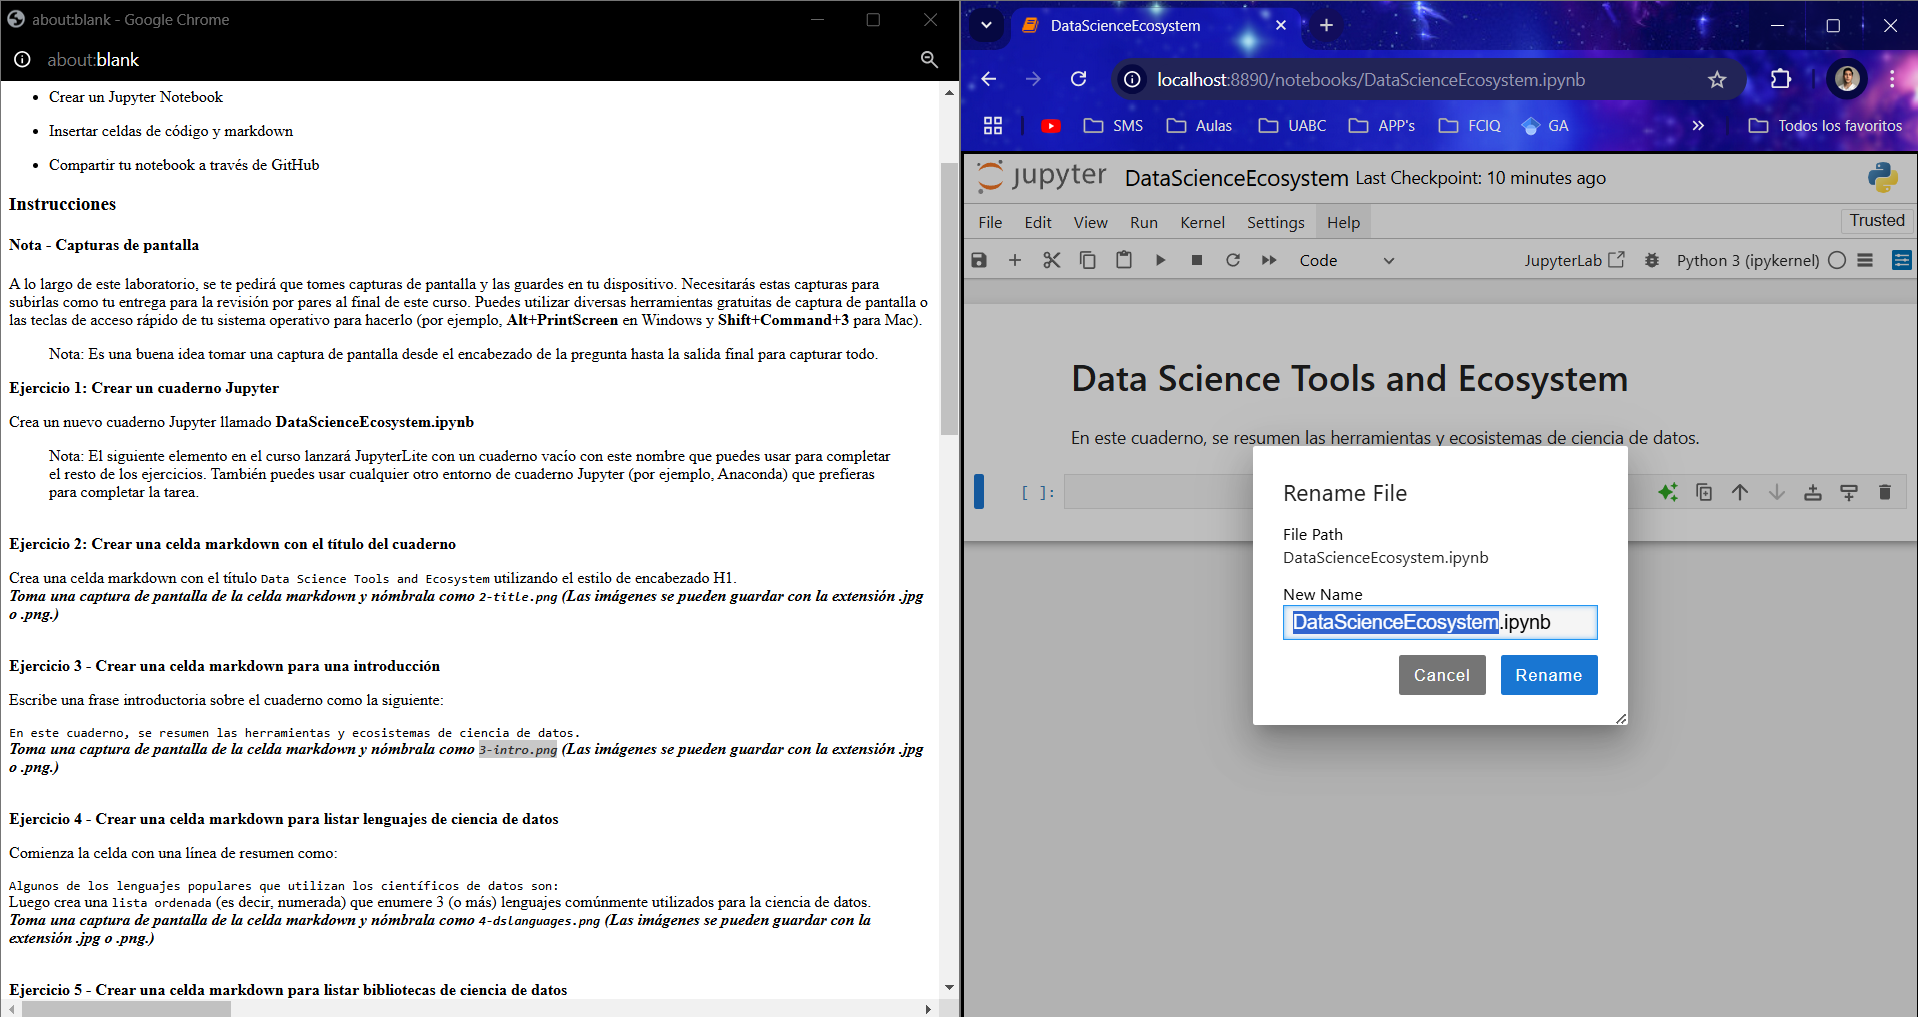 about:blank - Google Chrome
about:blank
Crear un Jupyter Notebook
Insertar celdas de código y markdown
Compartir tu notebook a través de GitHub
Instrucciones
Nota - Capturas de pantalla
A lo largo de este laboratorio, se te pedirá que tomes capturas de pantalla y las guardes en tu dispositivo. Necesitarás estas capturas para
subirlas como tu entrega para la revisión por pares al final de este curso. Puedes utilizar diversas herramientas gratuitas de captura de pantalla o
las teclas de acceso rápido de tu sistema operativo para hacerlo (por ejemplo, Alt+PrintScreen en Windows y Shift+Command+3 para Mac).
Nota: Es una buena idea tomar una captura de pantalla desde el encabezado de la pregunta hasta la salida final para capturar todo.
Ejercicio 1: Crear un cuaderno Jupyter
Crea un nuevo cuaderno Jupyter llamado DataScienceEcosystem.ipynb
Nota: El siguiente elemento en el curso lanzará JupyterLite con un cuaderno vacío con este nombre que puedes usar para completar
el resto de los ejercicios. También puedes usar cualquier otro entorno de cuaderno Jupyter (por ejemplo, Anaconda) que prefieras
para completar la tarea.
Ejercicio 2: Crear una celda markdown con el título del cuaderno
Crea una celda markdown con el título Data Science Tools and Ecosystem utilizando el estilo de encabezado H1.
Toma una captura de pantalla de la celda markdown y nómbrala como 2-title.png (Las imágenes se pueden guardar con la extensión .jpg
o .png.)
Ejercicio 3 - Crear una celda markdown para una introducción
Escribe una frase introductoria sobre el cuaderno como la siguiente:
En este cuaderno, se resumen las herramientas y ecosistemas de ciencia de datos.
Toma una captura de pantalla de la celda markdown y nómbrala como 3-intro.png (Las imágenes se pueden guardar con la extensión .jpg
o .png.)
Ejercicio 4 - Crear una celda markdown para listar lenguajes de ciencia de datos
Comienza la celda con una línea de resumen como:
Algunos de los lenguajes populares que utilizan los científicos de datos son:
Luego crea una lista ordenada (es decir, numerada) que enumere 3 (o más) lenguajes comúnmente utilizados para la ciencia de datos.
Toma una captura de pantalla de la celda markdown y nómbrala como 4-dslanguages.png (Las imágenes se pueden guardar con la
extensión .jpg o .png.)
Ejercicio 5 - Crear una celda markdown para listar bibliotecas de ciencia de datos
DataScienceEcosystem
localhost:8890/notebooks/DataScienceEcosystem.ipynb
SMS Aulas UABC APP's FCIQ GA » Todos los favoritos
jupyter DataScienceEcosystem Last Checkpoint: 10 minutes ago
File Edit View Run Kernel Settings Help Trusted
Code JupyterLab Python 3 (ipykernel)
Data Science Tools and Ecosystem
En este cuaderno, se resumen las herramientas y ecosistemas de ciencia de datos.
[ ]:
Rename File
File Path
DataScienceEcosystem.ipynb
New Name
DataScienceEcosystem.ipynb
Cancel Rename